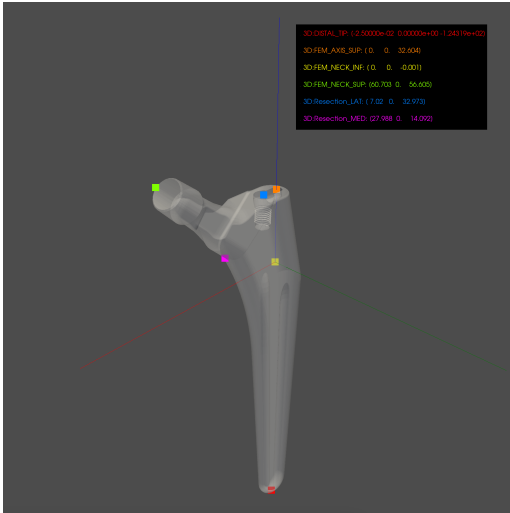 3D:DISTAL_TIP: (-2.50000e-02 0.00000e+00 -1.24319e+02)
3D:FEM_AXIS_SUP: ( 0. 0. 32.604)
3D:FEM_NECK_INF: ( 0. 0. -0.001)
3D:FEM_NECK_SUP: (60.703 0. 56.605)
3D:Resection_LAT: ( 7.02 0. 32.973)
3D:Resection_MED: (27.988 0. 14.092)